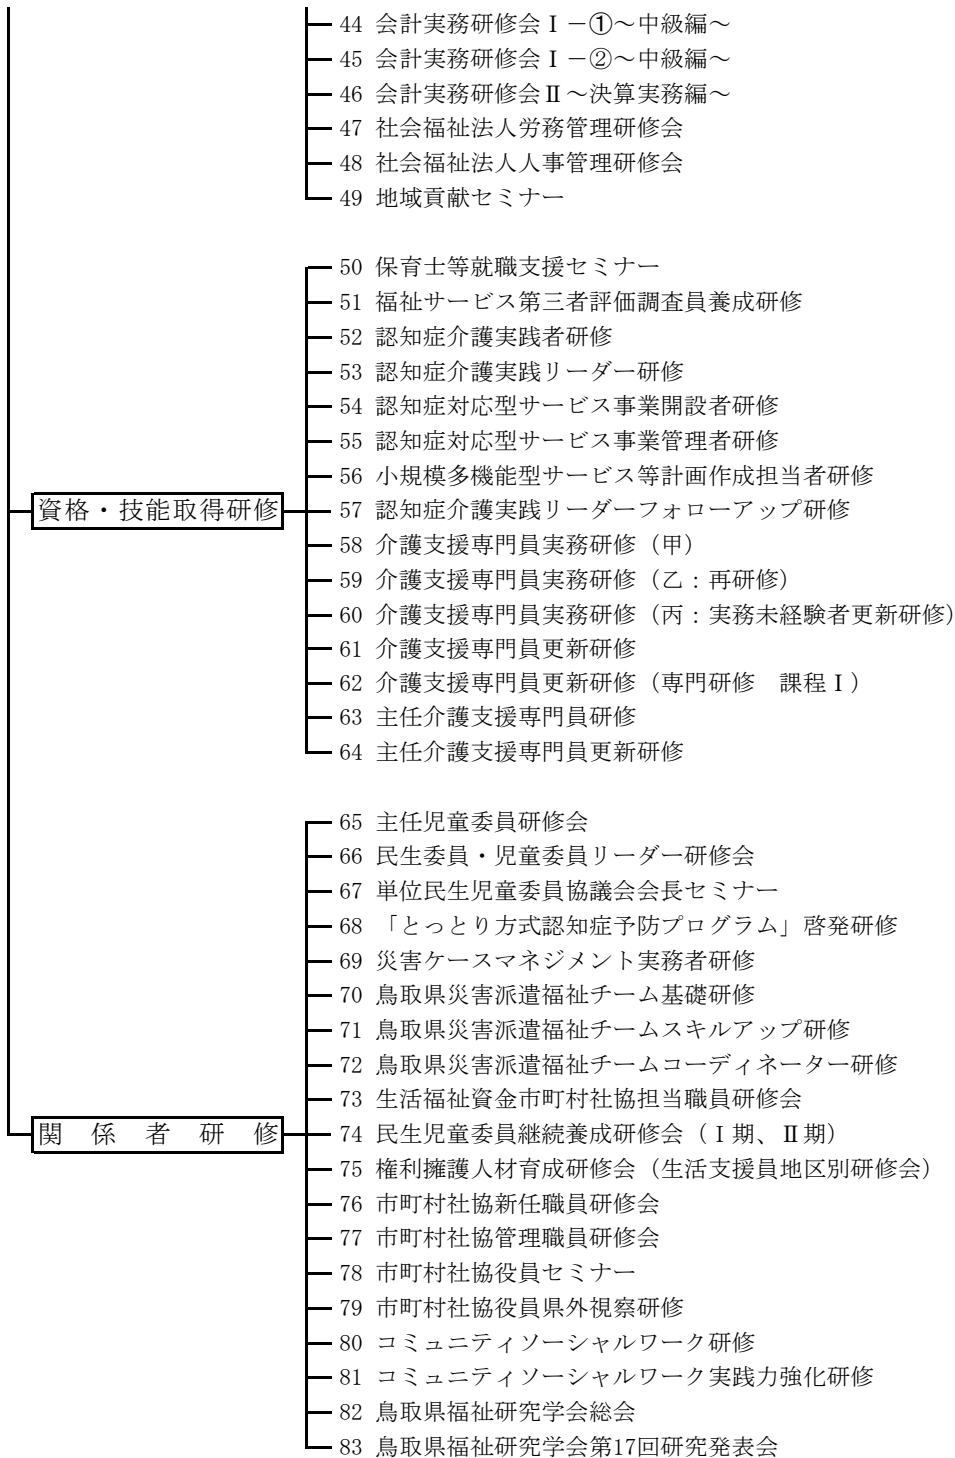 44 会計実務研修会Ⅰ－①～中級編～
45 会計実務研修会Ⅰ－②～中級編～
46 会計実務研修会Ⅱ～決算実務編～
47 社会福祉法人労務管理研修会
48 社会福祉法人人事管理研修会
49 地域貢献セミナー
資格・技能取得研修
50 保育士等就職支援セミナー
51 福祉サービス第三者評価調査員養成研修
52 認知症介護実践者研修
53 認知症介護実践リーダー研修
54 認知症対応型サービス事業開設者研修
55 認知症対応型サービス事業管理者研修
56 小規模多機能型サービス等計画作成担当者研修
57 認知症介護実践リーダーフォローアップ研修
58 介護支援専門員実務研修（甲）
59 介護支援専門員実務研修（乙：再研修）
60 介護支援専門員実務研修（丙：実務未経験者更新研修）
61 介護支援専門員更新研修
62 介護支援専門員更新研修（専門研修　課程Ⅰ）
63 主任介護支援専門員研修
64 主任介護支援専門員更新研修
関　係　者　研　修
65 主任児童委員研修会
66 民生委員・児童委員リーダー研修会
67 単位民生児童委員協議会会長セミナー
68 「とっとり方式認知症予防プログラム」啓発研修
69 災害ケースマネジメント実務者研修
70 鳥取県災害派遣福祉チーム基礎研修
71 鳥取県災害派遣福祉チームスキルアップ研修
72 鳥取県災害派遣福祉チームコーディネーター研修
73 生活福祉資金市町村社協担当職員研修会
74 民生児童委員継続養成研修会（Ⅰ期、Ⅱ期）
75 権利擁護人材育成研修会（生活支援員地区別研修会）
76 市町村社協新任職員研修会
77 市町村社協管理職員研修会
78 市町村社協役員セミナー
79 市町村社協役員県外視察研修
80 コミュニティソーシャルワーク研修
81 コミュニティソーシャルワーク実践力強化研修
82 鳥取県福祉研究学会総会
83 鳥取県福祉研究学会第17回研究発表会